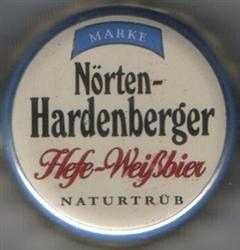 MARKE
Nörten-
Hardenberger
Hefe-Weißbier
NATURTRÜB